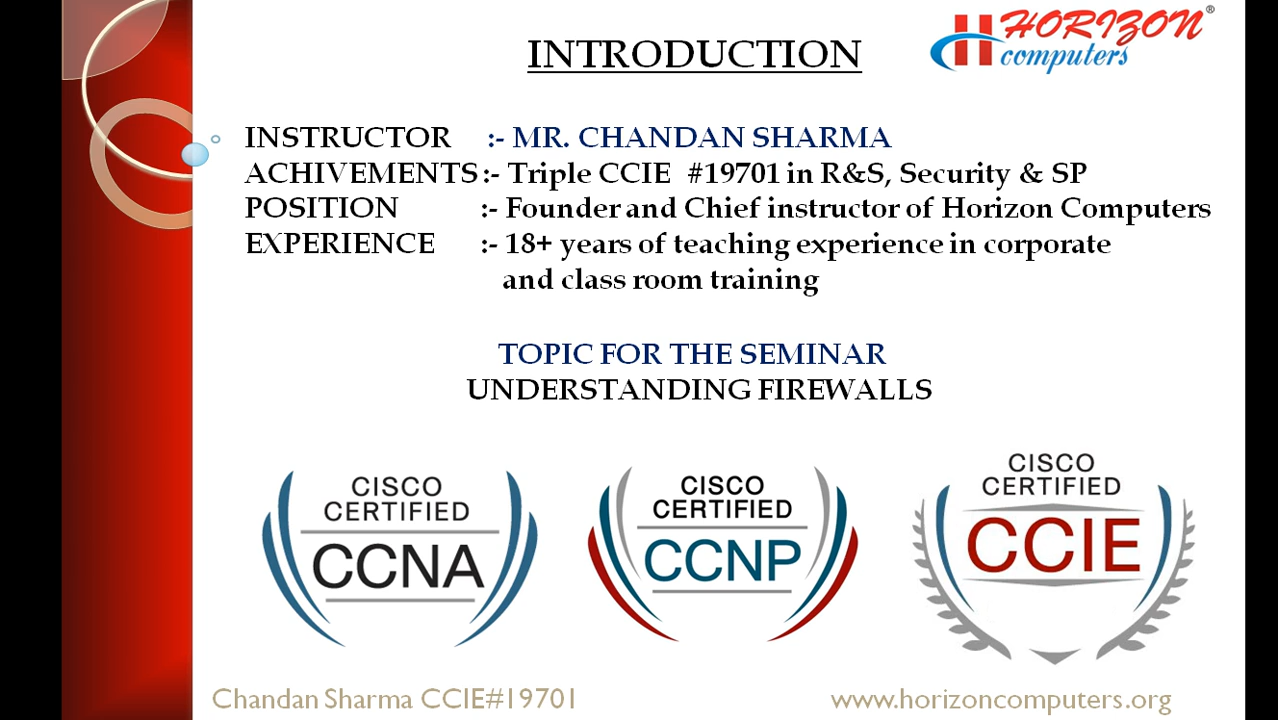 INTRODUCTION
HORIZON®
computers
INSTRUCTOR :- MR. CHANDAN SHARMA
ACHIVEMENTS :- Triple CCIE #19701 in R&S, Security & SP
POSITION :- Founder and Chief instructor of Horizon Computers
EXPERIENCE :- 18+ years of teaching experience in corporate
and class room training
TOPIC FOR THE SEMINAR
UNDERSTANDING FIREWALLS
CISCO
CERTIFIED
CCNA
CISCO
CERTIFIED
CCNP
CISCO
CERTIFIED
CCIE
Chandan Sharma CCIE#19701
www.horizoncomputers.org